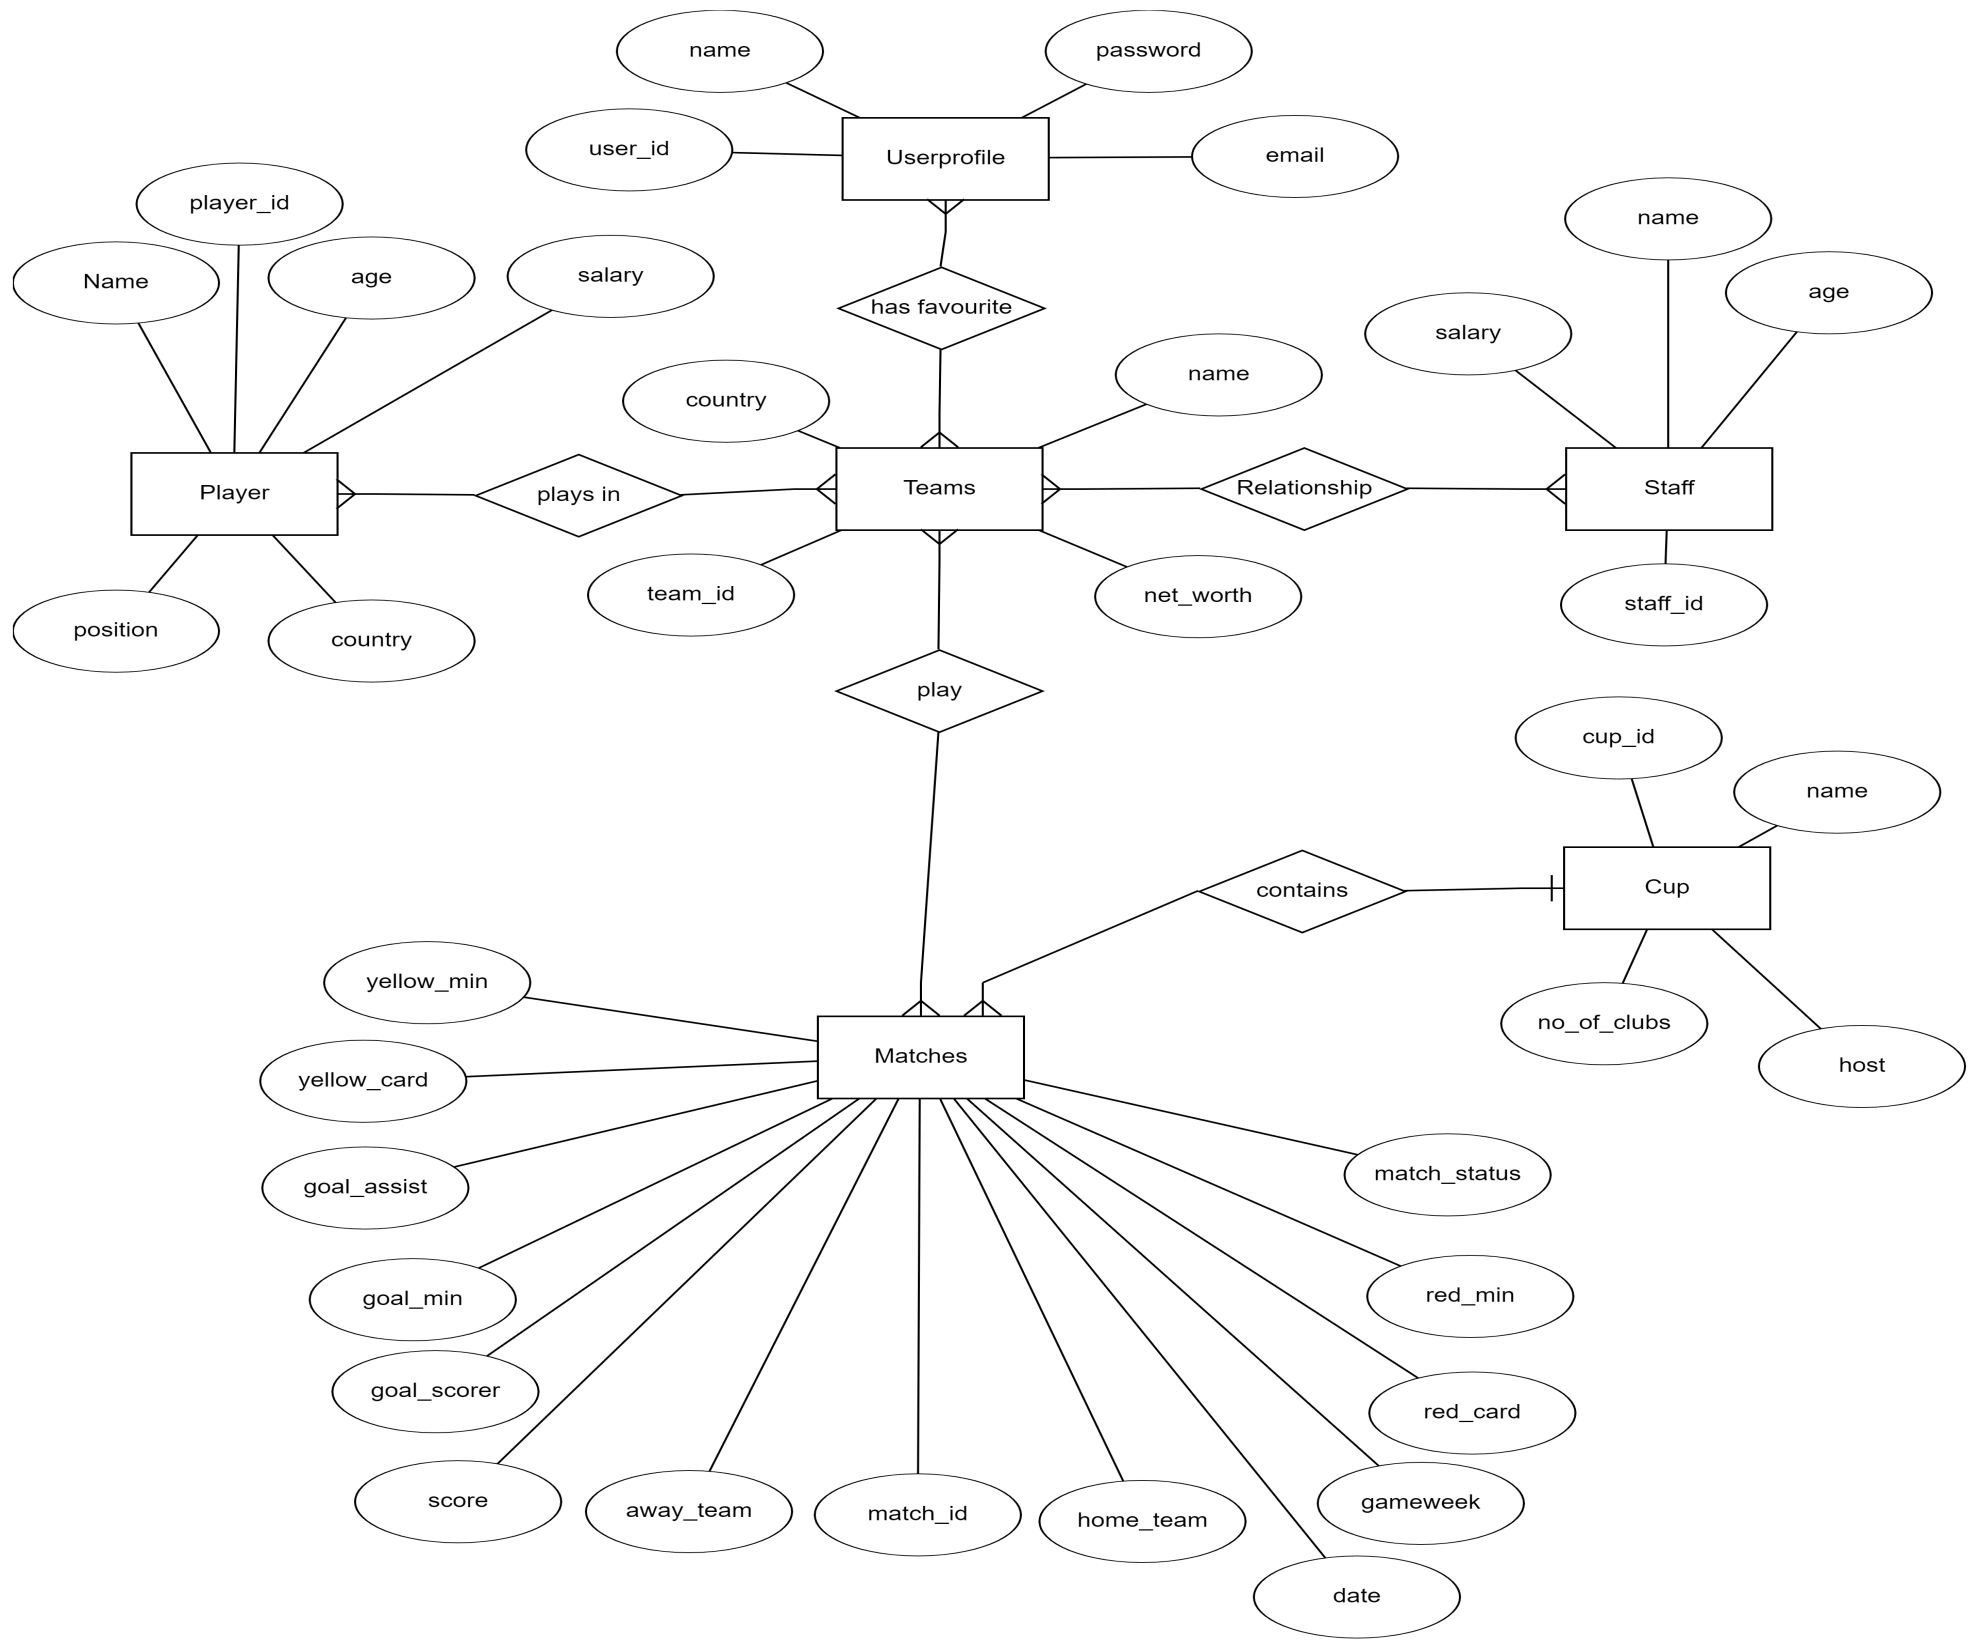 name
password
user_id
Userprofile
email
player_id
name
Name
age
salary
age
has favourite
salary
country
name
Player
plays in
Teams
Relationship
Staff
team_id
net_worth
staff_id
position
country
play
cup_id
name
contains
Cup
yellow_min
no_of_clubs
Matches
host
yellow_card
match_status
goal_assist
red_min
goal_min
goal_scorer
red_card
score
away_team
match_id
home_team
gameweek
date